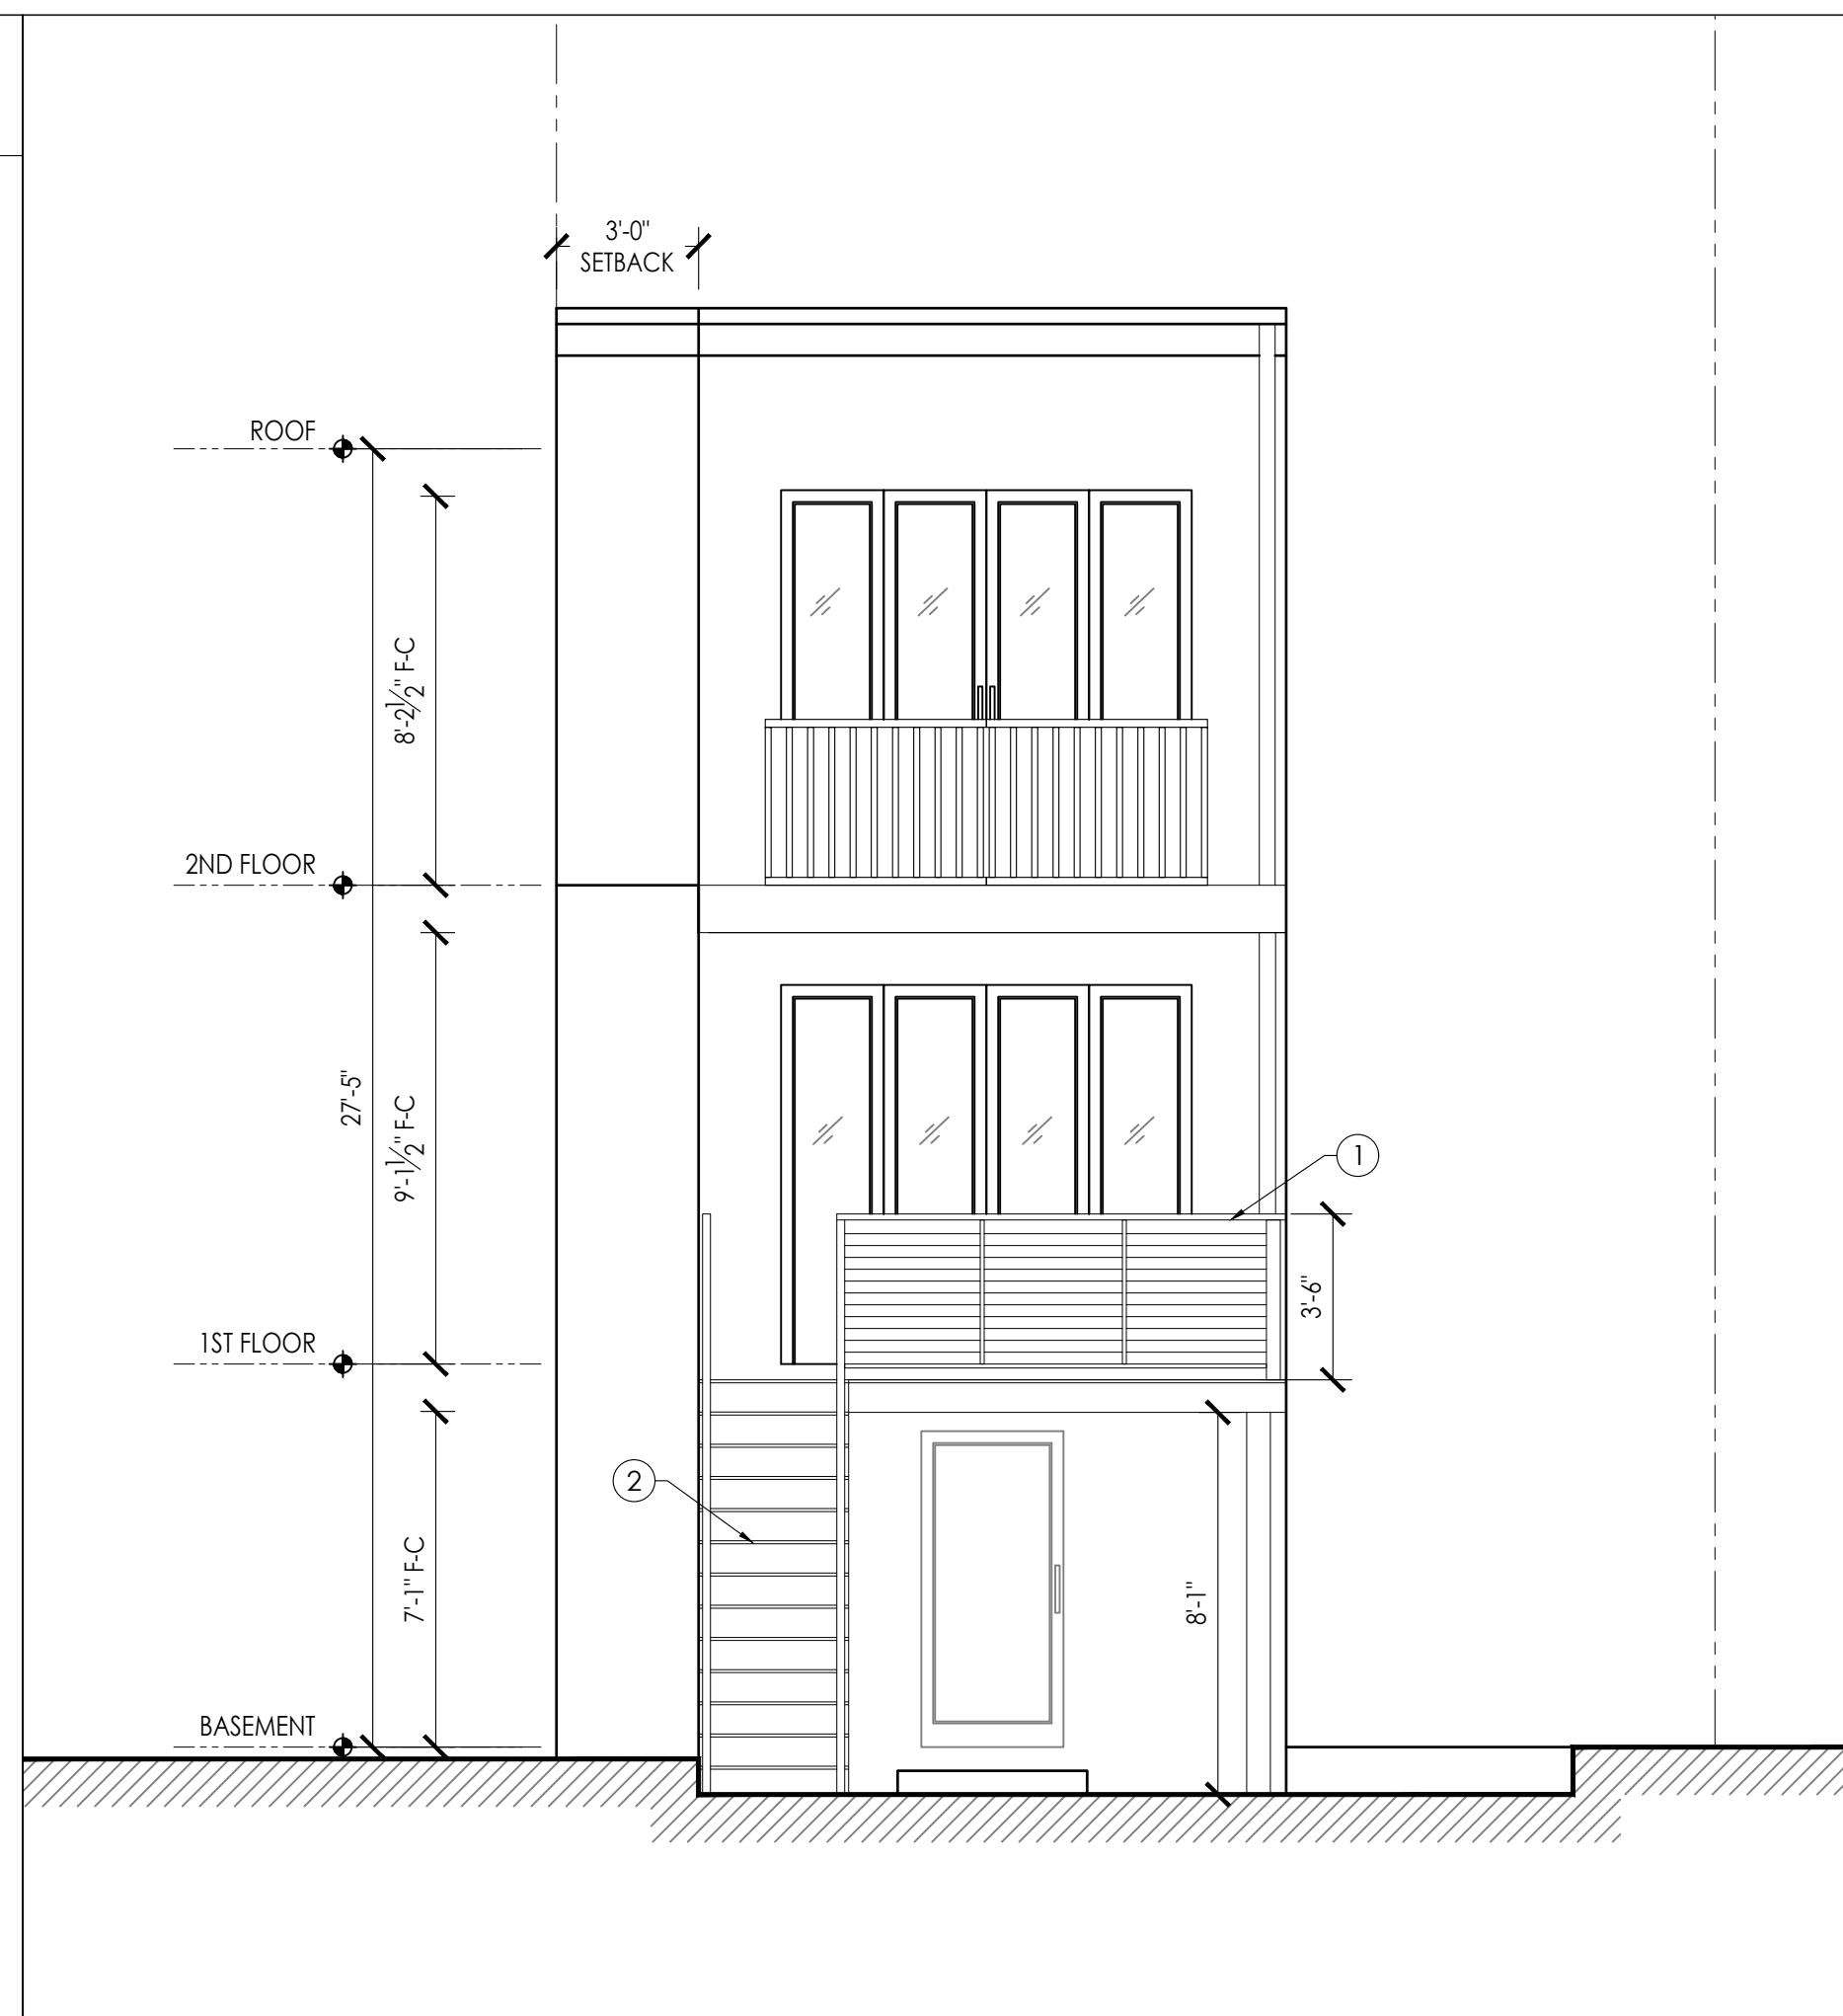 3'-0"
SETBACK
ROOF
8'-2½" F-C
2ND FLOOR
27'-5"
9'-1½" F-C
1
3'-6"
1ST FLOOR
2
7'-1" F-C
8'-1"
BASEMENT